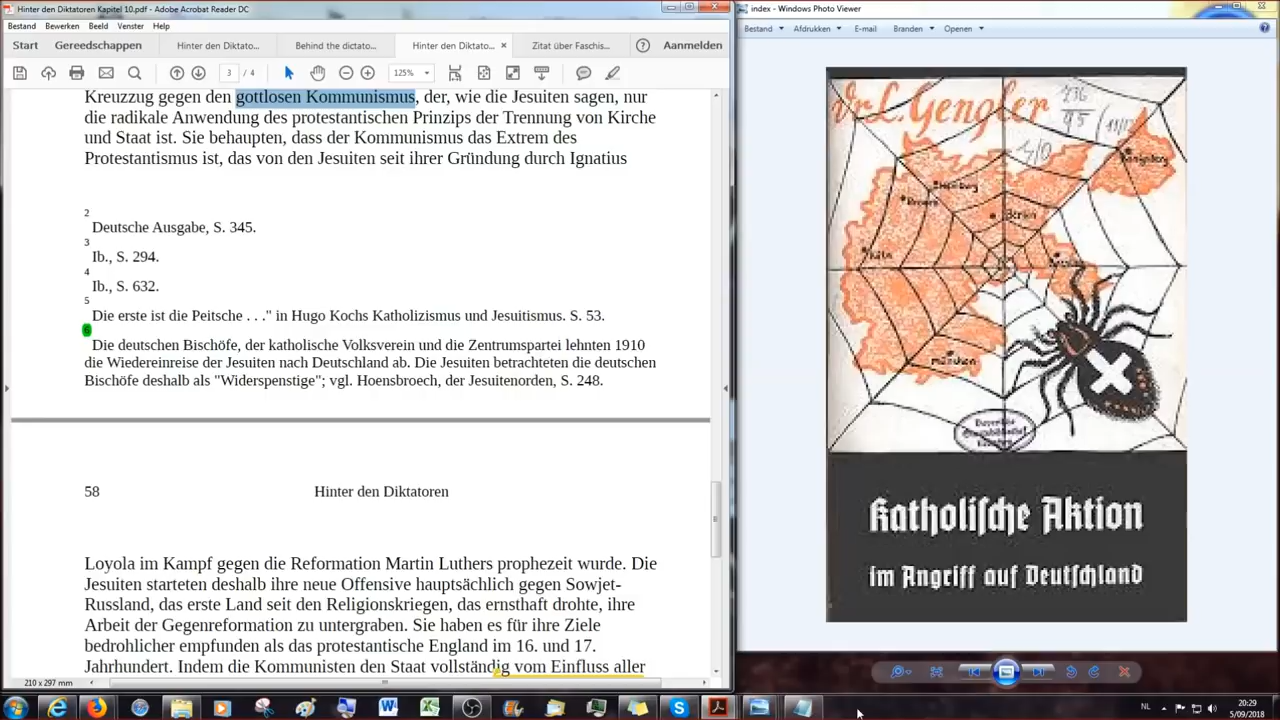 Hinter den Diktatoren Kapitel 10.pdf - Adobe Acrobat Reader DC
Bestand Bewerken Beeld Venster Help
Start Gereedschappen Hinter den Diktato... Behind the dictato... Hinter den Diktato... × Zitat über Faschis... Aanmelden
3 / 4 125%
Kreuzzug gegen den gottlosen Kommunismus, der, wie die Jesuiten sagen, nur
die radikale Anwendung des protestantischen Prinzips der Trennung von Kirche
und Staat ist. Sie behaupten, dass der Kommunismus das Extrem des
Protestantismus ist, das von den Jesuiten seit ihrer Gründung durch Ignatius
2
Deutsche Ausgabe, S. 345.
3
Ib., S. 294.
4
Ib., S. 632.
5
Die erste ist die Peitsche . . ." in Hugo Kochs Katholizismus und Jesuitismus. S. 53.
6
Die deutschen Bischöfe, der katholische Volksverein und die Zentrumspartei lehnten 1910
die Wiedereinreise der Jesuiten nach Deutschland ab. Die Jesuiten betrachteten die deutschen
Bischöfe deshalb als "Widerspenstige"; vgl. Hoensbroech, der Jesuitenorden, S. 248.
58 Hinter den Diktatoren
Loyola im Kampf gegen die Reformation Martin Luthers prophezeit wurde. Die
Jesuiten starteten deshalb ihre neue Offensive hauptsächlich gegen Sowjet-
Russland, das erste Land seit den Religionskriegen, das ernsthaft drohte, ihre
Arbeit der Gegenreformation zu untergraben. Sie haben es für ihre Ziele
bedrohlicher empfunden als das protestantische England im 16. und 17.
Jahrhundert. Indem die Kommunisten den Staat vollständig vom Einfluss aller
210 x 297 mm
index - Windows Photo Viewer
Bestand Afdrukken E-mail Branden Openen
Dr L. Gengler
Königsberg
Hamburg
Bremen
Berlin
Köln
München
Katholische Aktion
im Angriff auf Deutschland
NL
20:29
5/09/2018